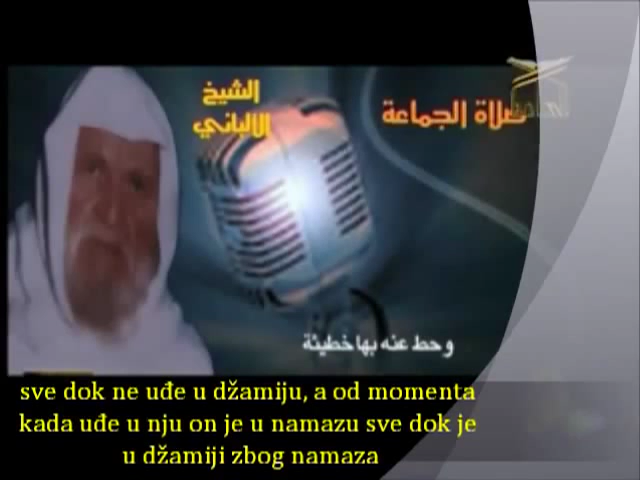 الشيخ
الالباني
صلاة الجماعة
وحط عنه بها خطيئة
sve dok ne uđe u džamiju, a od momenta
kada uđe u nju on je u namazu sve dok je
u džamiji zbog namaza